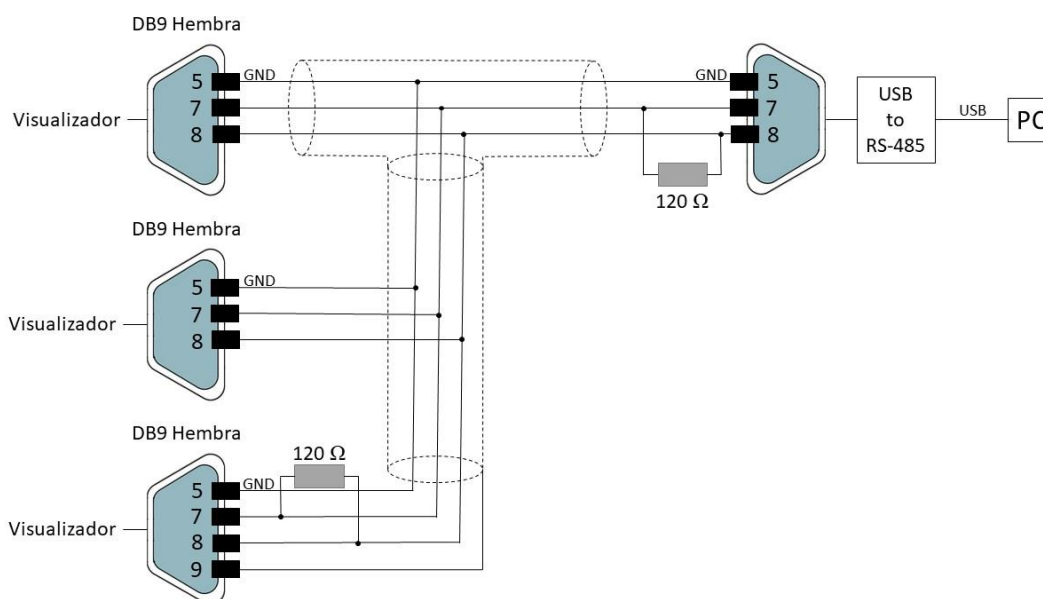 DB9 Hembra
Visualizador
5
GND
7
8
GND
5
7
8
120 Ω
USB
to
RS-485
USB
PC
DB9 Hembra
Visualizador
5
GND
7
8
DB9 Hembra
Visualizador
120 Ω
5
GND
7
8
9